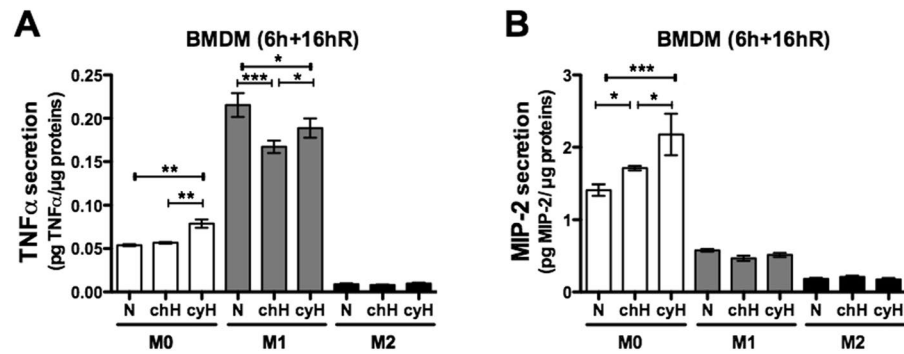 A
BMDM (6h+16hR)
TNFα secretion
(pg TNFα/µg proteins)
0.25
0.20
0.15
0.10
0.05
0.00
**
**
*
***
*
N chH cyH N chH cyH N chH cyH
M0 M1 M2
B
BMDM (6h+16hR)
MIP-2 secretion
(pg MIP-2/ µg proteins)
3
2
1
0
***
*
*
N chH cyH N chH cyH N chH cyH
M0 M1 M2